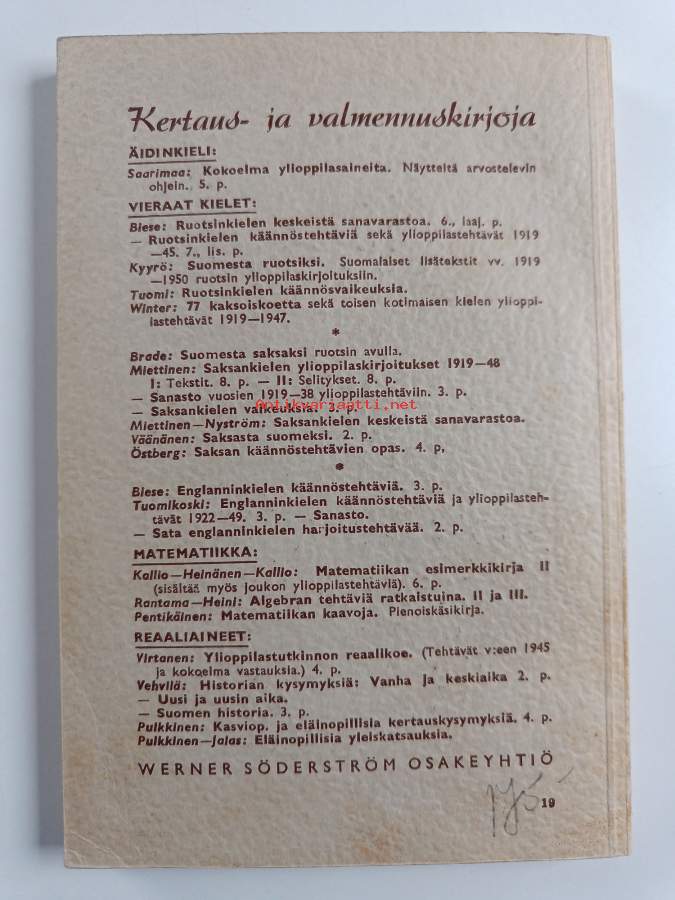 Kertaus- ja valmennuskirjoja
ÄIDINKIELI:
Saarimaa: Kokoelma ylioppilasaineita. Näytteitä arvostelevin
ohjein. 5. p.
VIERAAT KIELET:
Biese: Ruotsinkielen keskeistä sanavarastoa. 6., laaj. p.
— Ruotsinkielen käännöstehtäviä sekä ylioppilastehtävät 1919
—45. 7., lis. p.
Kyyrö: Suomesta ruotsiksi. Suomalaiset lisätekstit vv. 1919
—1950 ruotsin ylioppilaskirjoituksiin.
Tuomi: Ruotsinkielen käännösvaikeuksia.
Winter: 77 kaksoiskoetta sekä toisen kotimaisen kielen ylioppi-
lastehtävät 1919—1947.
*
Brade: Suomesta saksaksi ruotsin avulla.
Miettinen: Saksankielen ylioppilaskirjoitukset 1919—48
I: Tekstit. 8. p. — II: Selitykset. 8. p.
— Sanasto vuosien 1919—38 ylioppilastehtäviin. 3. p.
— Saksankielen vaikeuksia. 2. p.
Antikvariaatti.net
Miettinen—Nyström: Saksankielen keskeistä sanavarastoa.
Väänänen: Saksasta suomeksi. 2. p.
Östberg: Saksan käännöstehtävien opas. 4. p.
*
Biese: Englanninkielen käännöstehtäviä. 3. p.
Tuomikoski: Englanninkielen käännöstehtäviä ja ylioppilasteh-
tävät 1922—49. 3. p. — Sanasto.
— Sata englanninkielen harjoitustehtävää. 2. p.
MATEMATIIKKA:
Kallio—Heinänen—Kallio: Matematiikan esimerkkikirja II
(sisältää myös joukon ylioppilastehtäviä). 6. p.
Rantama—Heini: Algebran tehtäviä ratkaistuina. II ja III.
Pentikäinen: Matematiikan kaavoja. Pienoiskäsikirja.
REAALIAINEET:
Virtanen: Ylioppilastutkinnon reaalikoe. (Tehtävät v:een 1945
ja kokoelma vastauksia.) 4. p.
Vehvilä: Historian kysymyksiä: Vanha ja keskiaika 2. p.
— Uusi ja uusin aika.
— Suomen historia. 3. p.
Pulkkinen: Kasviop. ja eläinopillisia kertauskysymyksiä. 4. p.
Pulkkinen—Jalas: Eläinopillisia yleiskatsauksia.
WERNER SÖDERSTRÖM OSAKEYHTIÖ
19